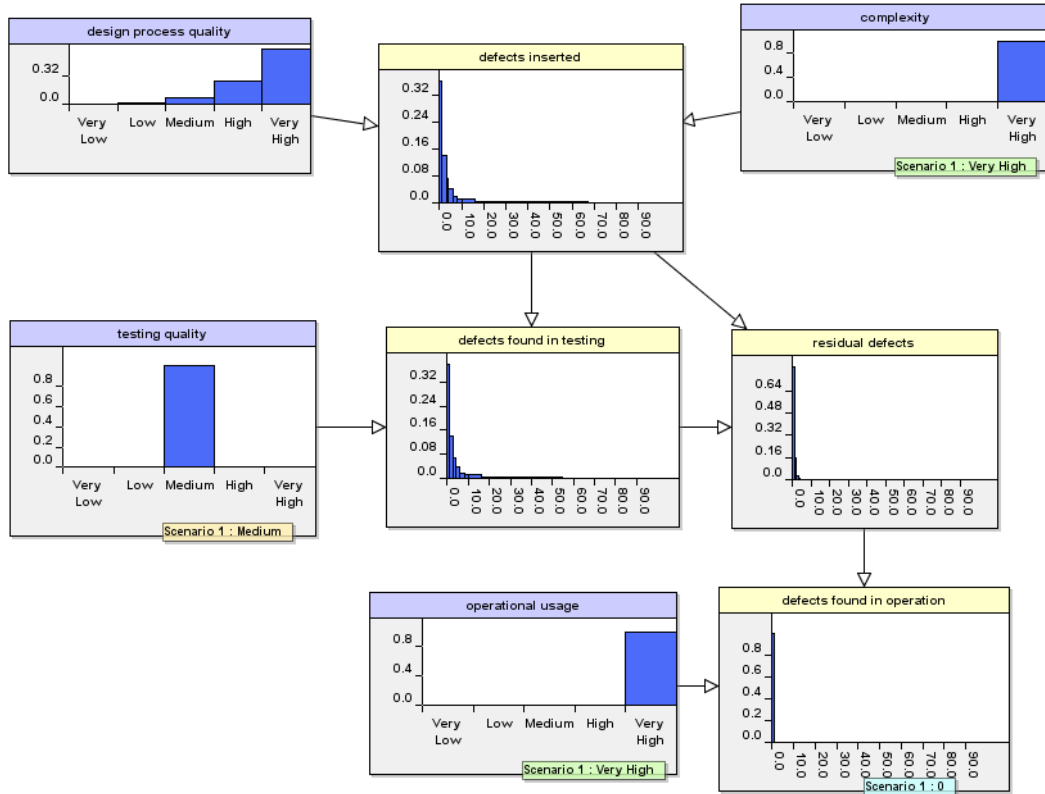 design process quality
0.32
0.0
Very Low
Low
Medium
High
Very High
defects inserted
0.32
0.24
0.16
0.08
0.0
0.0
10.0
20.0
30.0
40.0
50.0
60.0
70.0
80.0
90.0
complexity
0.8
0.4
0.0
Very Low
Low
Medium
High
Very High
Scenario 1 : Very High
testing quality
0.8
0.6
0.4
0.2
0.0
Very Low
Low
Medium
High
Very High
Scenario 1 : Medium
defects found in testing
0.32
0.24
0.16
0.08
0.0
0.0
10.0
20.0
30.0
40.0
50.0
60.0
70.0
80.0
90.0
residual defects
0.64
0.48
0.32
0.16
0.0
0.0
10.0
20.0
30.0
40.0
50.0
60.0
70.0
80.0
90.0
operational usage
0.8
0.4
0.0
Very Low
Low
Medium
High
Very High
Scenario 1 : Very High
defects found in operation
0.8
0.6
0.4
0.2
0.0
0.0
10.0
20.0
30.0
40.0
50.0
60.0
70.0
80.0
90.0
Scenario 1 : 0